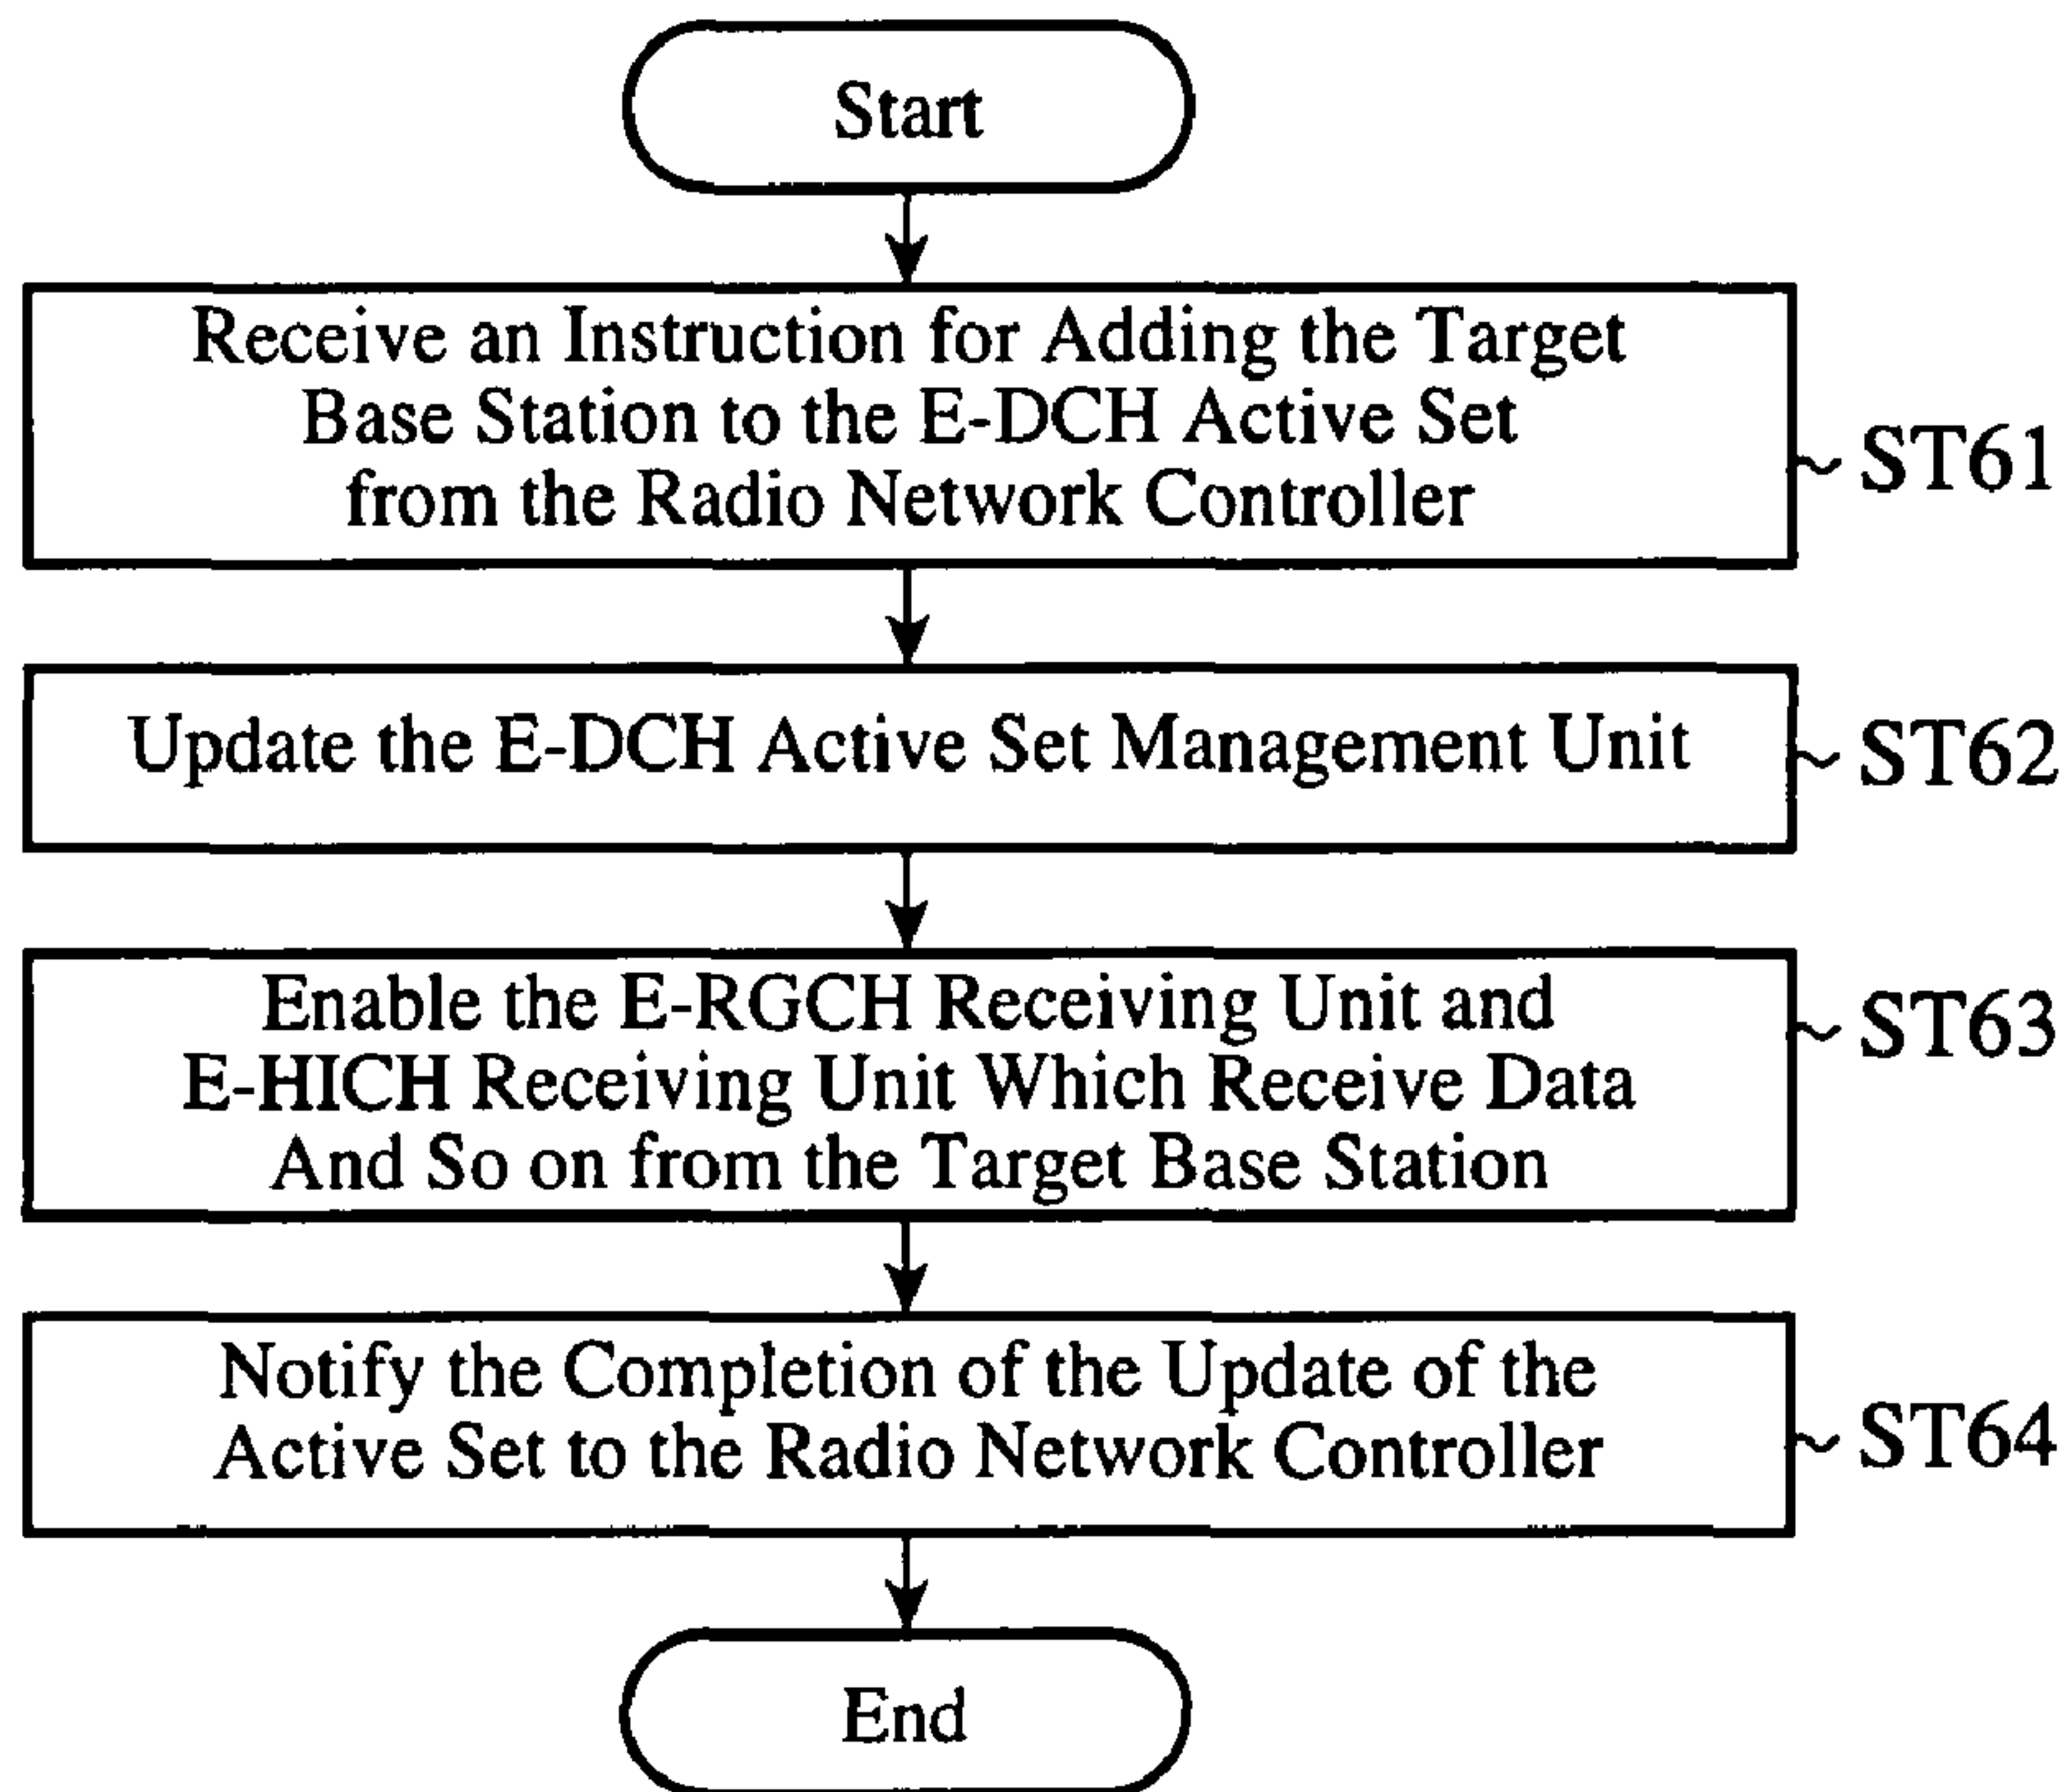 Start
Receive an Instruction for Adding the Target
Base Station to the E-DCH Active Set
from the Radio Network Controller
ST61
Update the E-DCH Active Set Management Unit
ST62
Enable the E-RGCH Receiving Unit and
E-HICH Receiving Unit Which Receive Data
And So on from the Target Base Station
ST63
Notify the Completion of the Update of the
Active Set to the Radio Network Controller
ST64
End